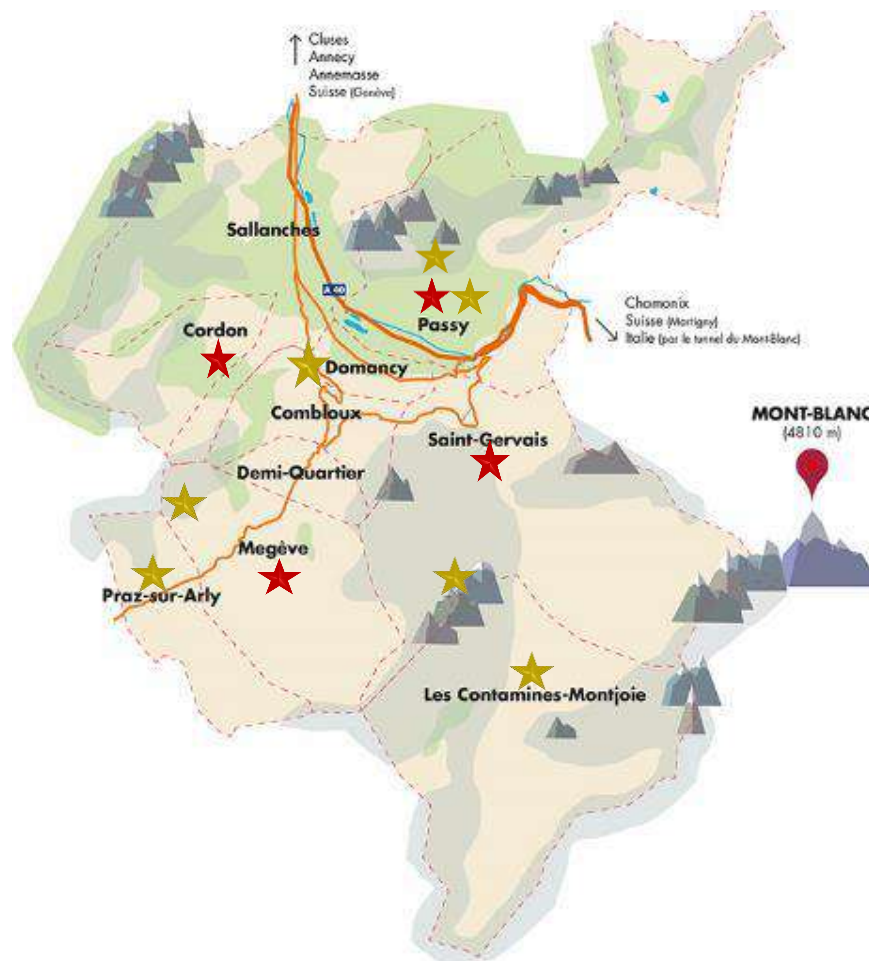 Cluses
Annecy
Annemasse
Suisse (Genève)
Sallanches
A 40
Chamonix
Suisse (Martigny)
Italie (par le tunnel du Mont-Blanc)
Passy
Cordon
Domancy
Combloux
MONT-BLANC
(4810 m)
Saint-Gervais
Demi-Quartier
Megève
Praz-sur-Arly
Les Contamines-Montjoie